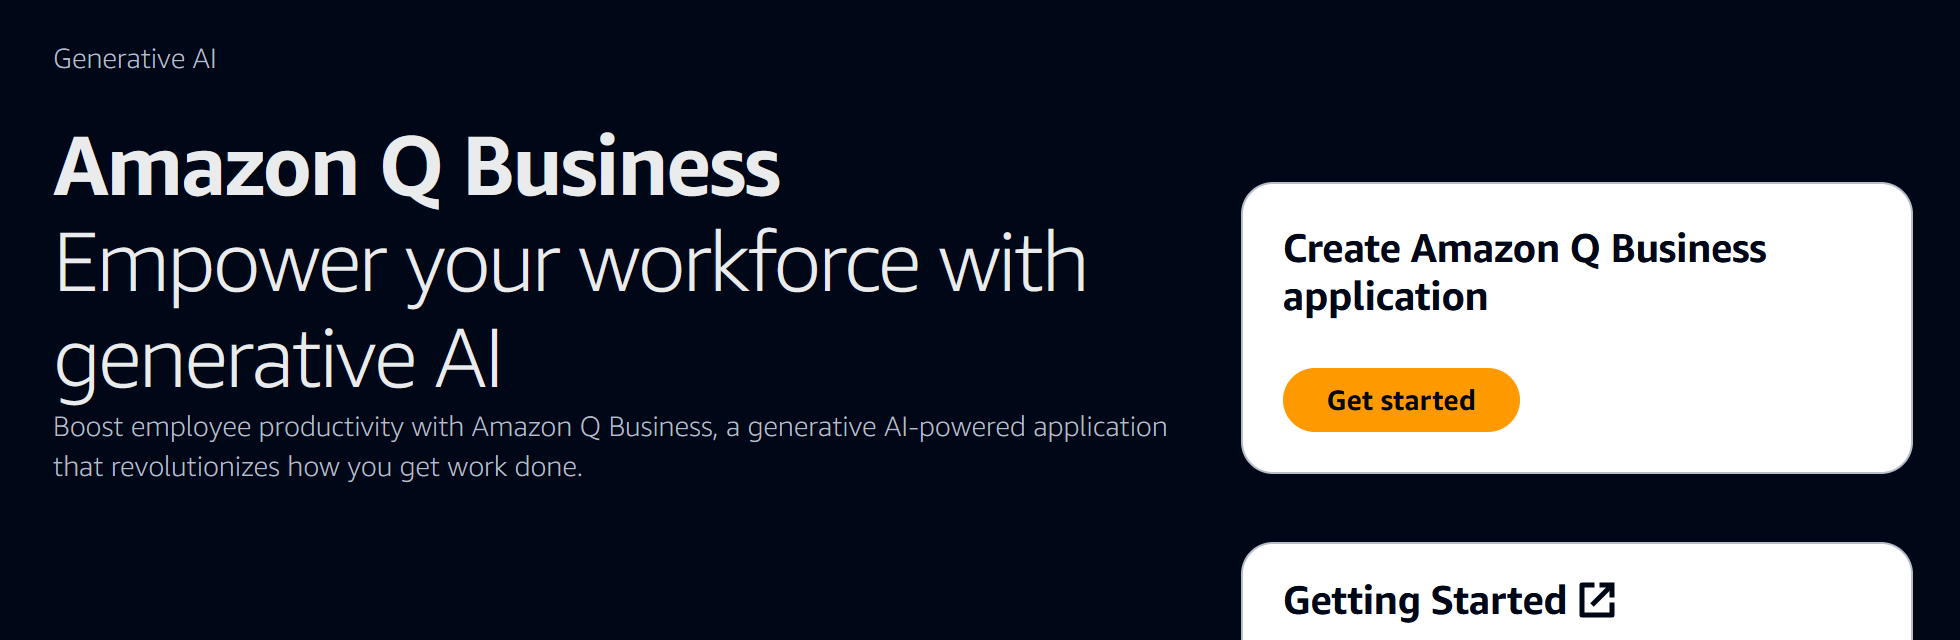 Generative AI
Amazon Q Business
Empower your workforce with
generative AI
Boost employee productivity with Amazon Q Business, a generative AI-powered application
that revolutionizes how you get work done.
Create Amazon Q Business
application
Get started
Getting Started